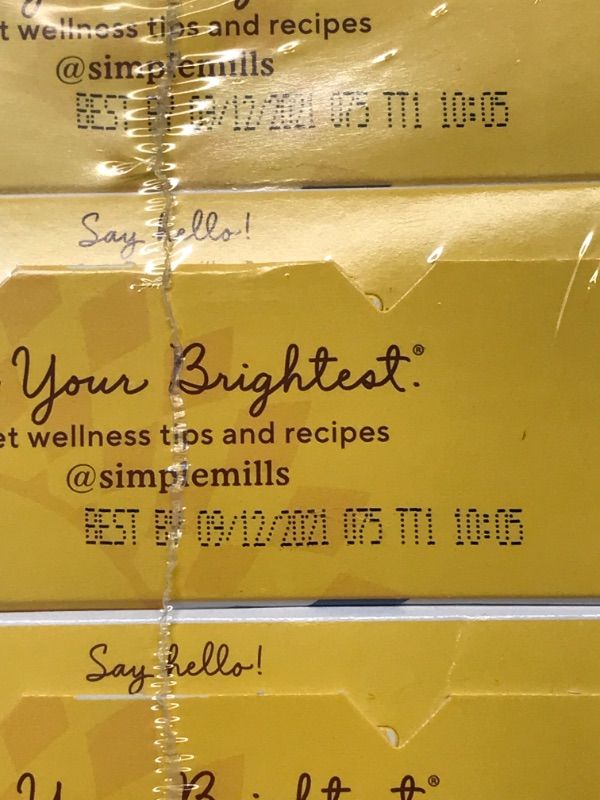 t wellness tips and recipes
@simplemills
BEST BY 09/12/2021 075 TT1 10:05
Say hello!
Your Brightest.®
et wellness tips and recipes
@simplemills
BEST BY 09/12/2021 075 TT1 10:05
Say hello!
®